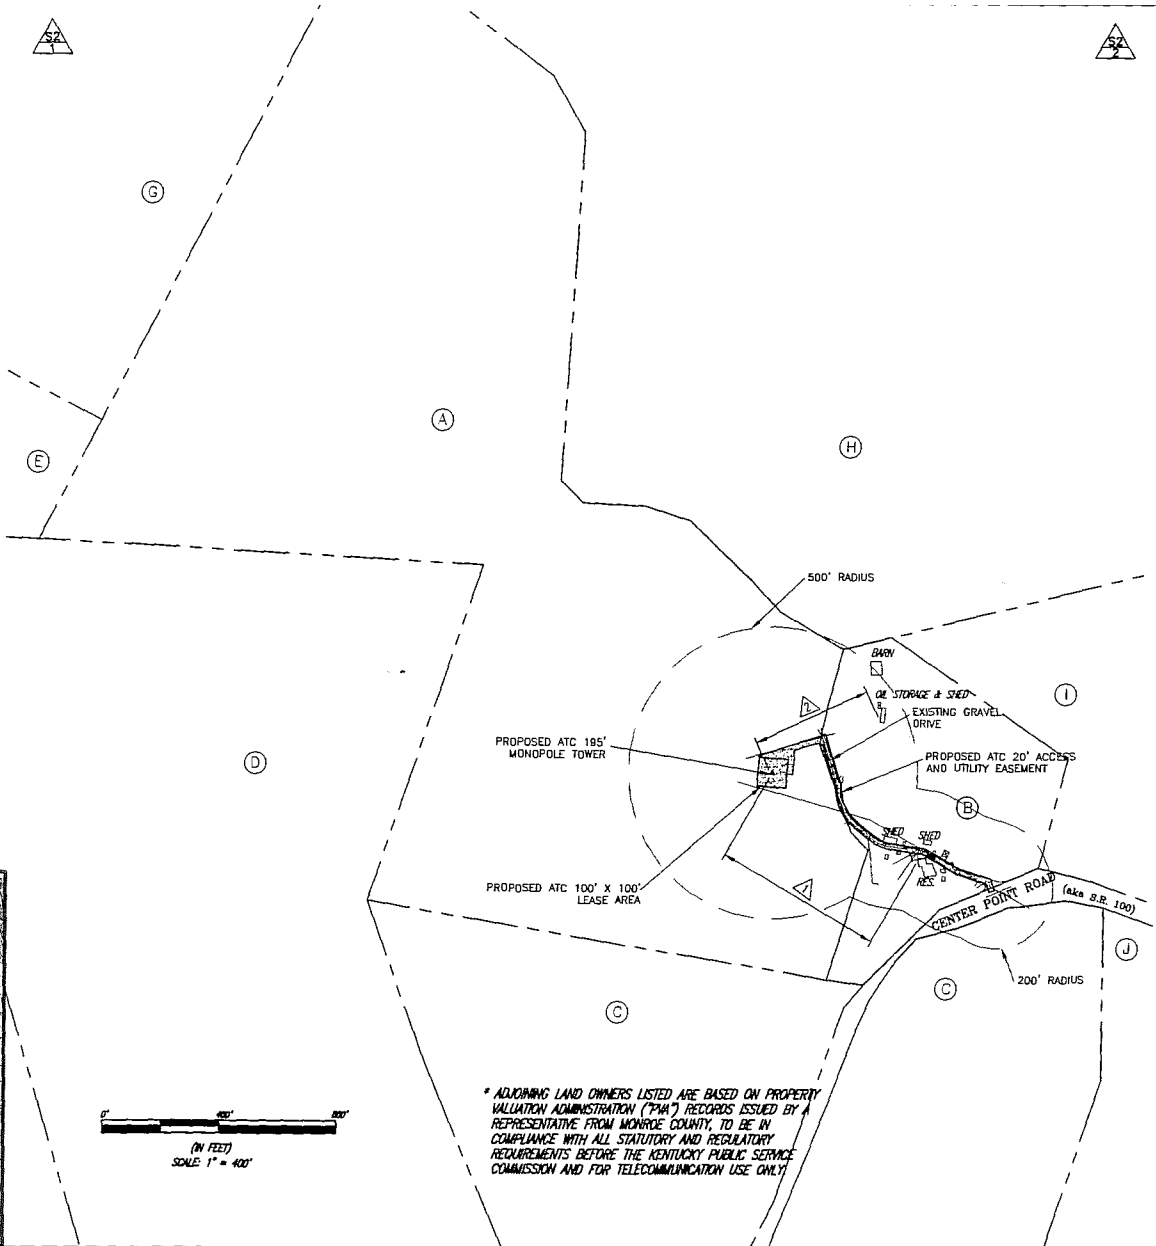 S2
1
S2
2
G
A
E
H
500' RADIUS
BARN
I
2
OIL STORAGE & SHED
EXISTING GRAVEL
DRIVE
PROPOSED ATC 195'
MONOPOLE TOWER
D
PROPOSED ATC 20' ACCESS
AND UTILITY EASEMENT
B
SHED
SHED
RES.
1
PROPOSED ATC 100' X 100'
LEASE AREA
CENTER POINT ROAD
(aka S.R. 100)
J
200' RADIUS
C
C
* ADJOINING LAND OWNERS LISTED ARE BASED ON PROPERTY
VALUATION ADMINISTRATION ("PVA") RECORDS ISSUED BY A
REPRESENTATIVE FROM MONROE COUNTY, TO BE IN
COMPLIANCE WITH ALL STATUTORY AND REGULATORY
REQUIREMENTS BEFORE THE KENTUCKY PUBLIC SERVICE
COMMISSION AND FOR TELECOMMUNICATION USE ONLY.
0' 400' 800'
(IN FEET)
SCALE: 1" = 400'